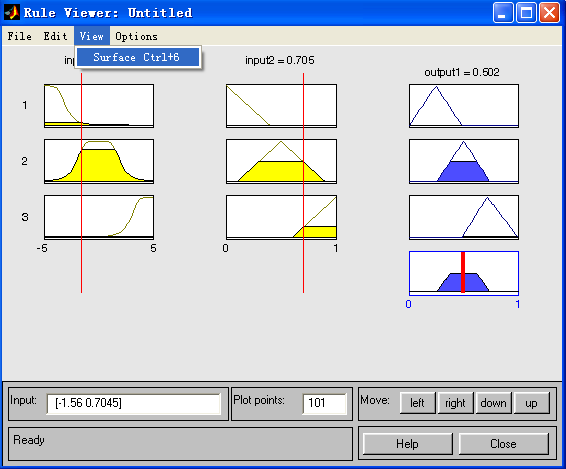 Rule Viewer: Untitled
File Edit View Options
Surface Ctrl+6
inp
input2 = 0.705
output1 = 0.502
1
2
3
-5 5
0 1
0 1
Input: [-1.56 0.7045]
Plot points: 101
Move: left right down up
Ready
Help Close